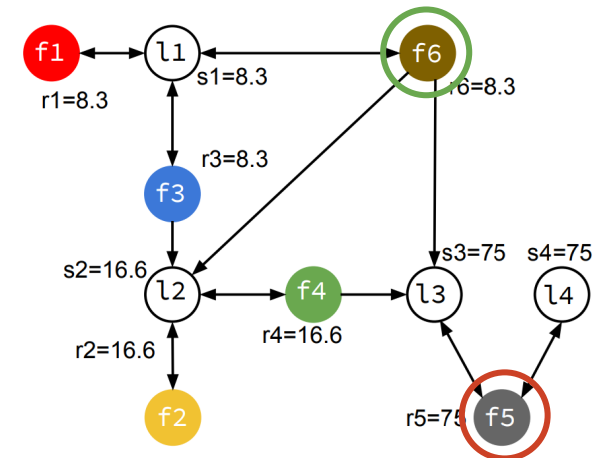 f1
l1
f6
r1=8.3
s1=8.3
r6=8.3
r3=8.3
f3
s2=16.6
s3=75
s4=75
l2
f4
l3
l4
r4=16.6
r2=16.6
f2
r5=75
f5